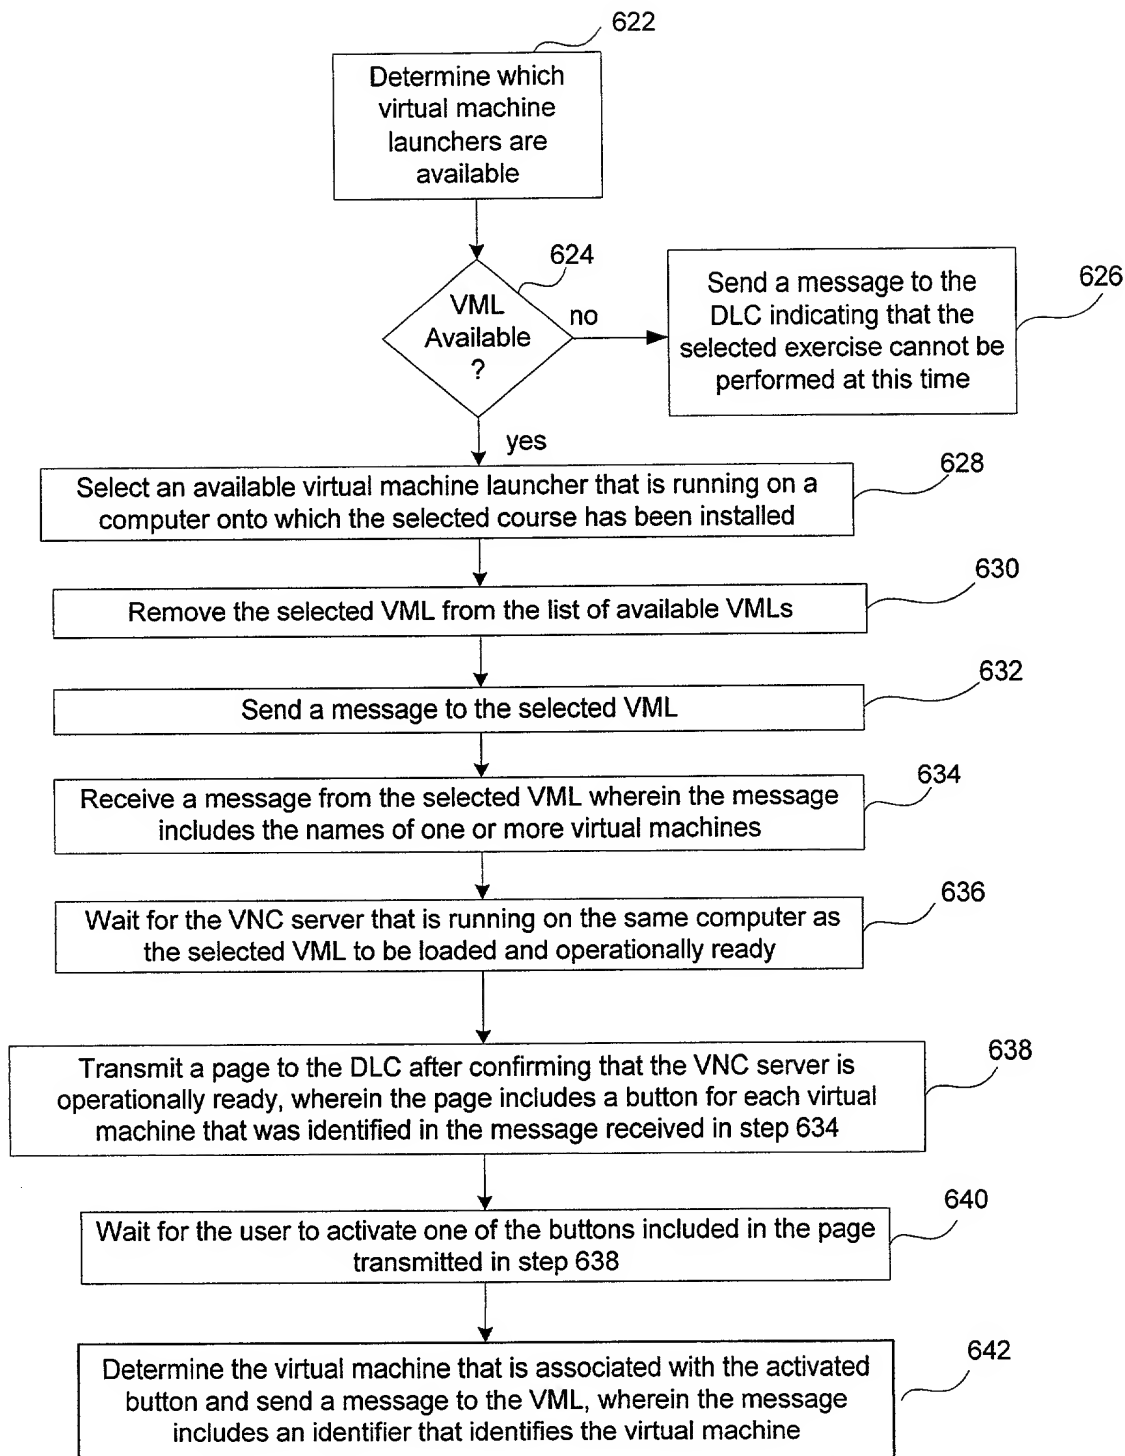 622
Determine which
virtual machine
launchers are
available
624
VML
Available
?
no
Send a message to the
DLC indicating that the
selected exercise cannot be
performed at this time
626
yes
Select an available virtual machine launcher that is running on a
computer onto which the selected course has been installed
628
Remove the selected VML from the list of available VMLs
630
Send a message to the selected VML
632
Receive a message from the selected VML wherein the message
includes the names of one or more virtual machines
634
Wait for the VNC server that is running on the same computer as
the selected VML to be loaded and operationally ready
636
Transmit a page to the DLC after confirming that the VNC server is
operationally ready, wherein the page includes a button for each virtual
machine that was identified in the message received in step 634
638
Wait for the user to activate one of the buttons included in the page
transmitted in step 638
640
Determine the virtual machine that is associated with the activated
button and send a message to the VML, wherein the message
includes an identifier that identifies the virtual machine
642